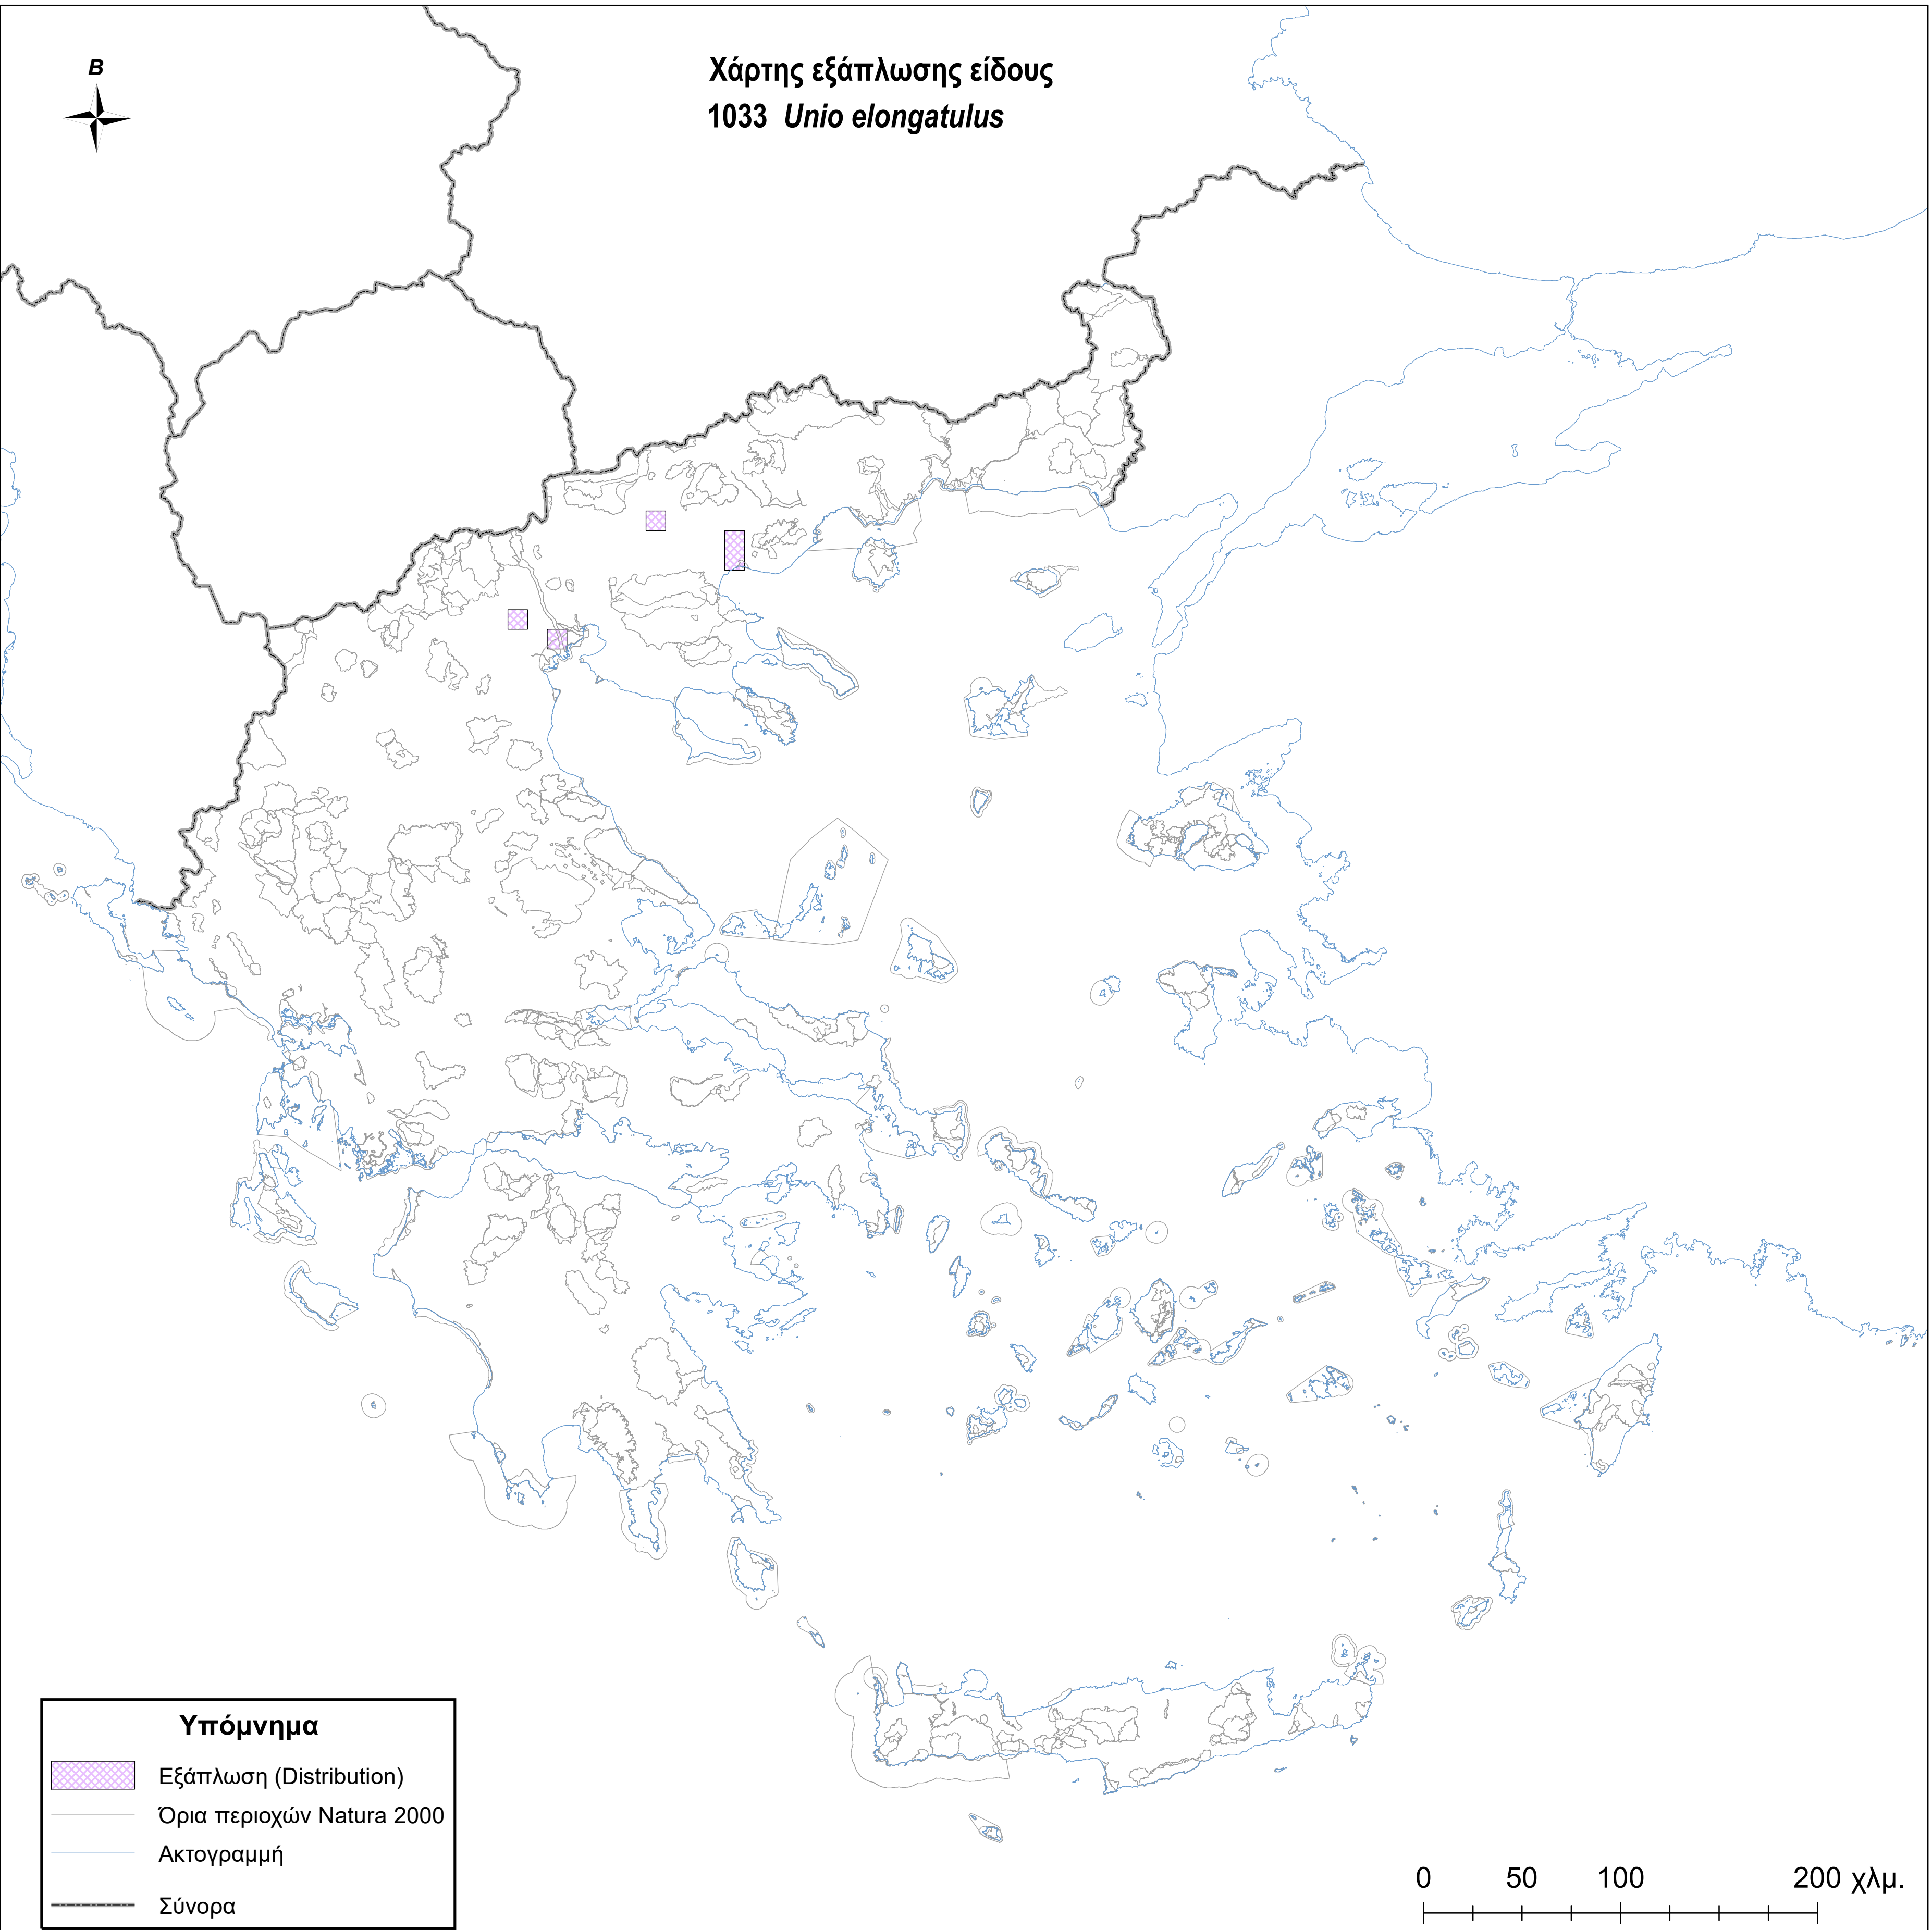 Χάρτης εξάπλωσης είδους
1033 Unio elongatulus
Β
Υπόμνημα
Εξάπλωση (Distribution)
Όρια περιοχών Natura 2000
Ακτογραμμή
Σύνορα
0 50 100 200 χλμ.